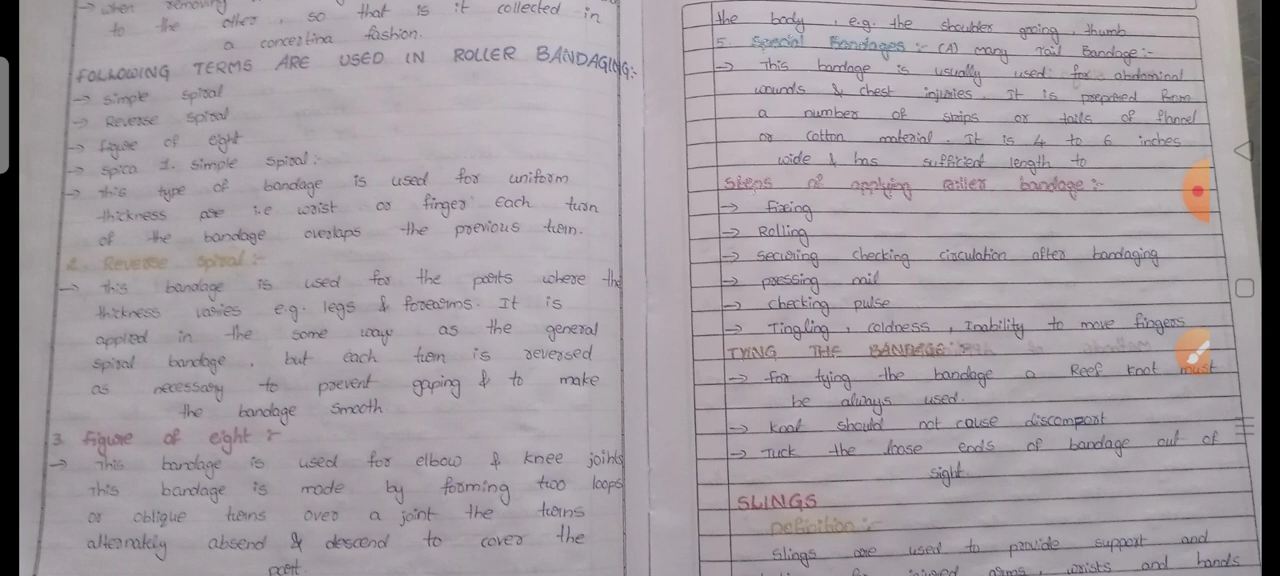 → when removing
to the other, so that is it collected in
a concertina fashion.
FOLLOWING TERMS ARE USED IN ROLLER BANDAGING:-
→ simple spiral
→ Reverse spiral
→ figure of eight
→ spica 1. simple spiral :-
→ this type of bandage is used for uniform
thickness i.e wrist or finger Each turn
of the bandage overlaps the previous turn.
2. Reverse spiral :-
→ this bandage is used for the parts where the
thickness varies e.g. legs & forearms. It is
applied in the same way as the general
spiral bandage, but each turn is reversed
as necessary to prevent gaping & to make
the bandage smooth
3 figure of eight :-
→ This bandage is used for elbow & knee joints
This bandage is made by forming two loops
or oblique turns over a joint the turns
alternately absend & descend to cover the
part.
the body, e.g. the shoulder groing, thumb
5. Special Bandages :- (A) many Tail Bandage :-
→ This bandage is usually used for abdominal
wounds & chest injuries. It is prepared from
a number of strips or tails of flannel
or cotton material. It is 4 to 6 inches
wide & has sufficient length to
Steps of applying roller bandage :-
→ fixing
→ Rolling
→ securing checking circulation after bandaging
→ pressing nail
→ checking pulse
→ Tingling, coldness, Inability to move fingers
TYING THE BANDAGE :-
→ for tying the bandage a Reef knot must
be always used.
→ knot should not cause discomport
→ Tuck the loose ends of bandage out of
sight.
SLINGS
Definition :-
slings are used to provide support and
injured arms, wrists and hands